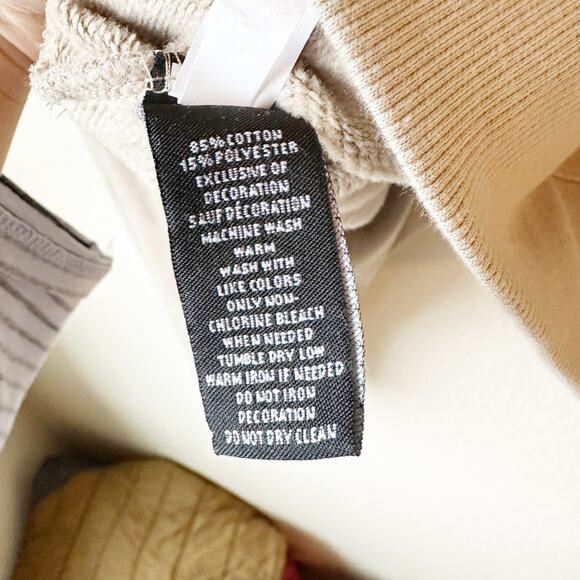 85% COTTON
15% POLYESTER
EXCLUSIVE OF
DECORATION
SAUF DECORATION
MACHINE WASH
WARM
WASH WITH
LIKE COLORS
ONLY NON-
CHLORINE BLEACH
WHEN NEEDED
TUMBLE DRY LOW
WARM IRON IF NEEDED
DO NOT IRON
DECORATION
DO NOT DRY CLEAN